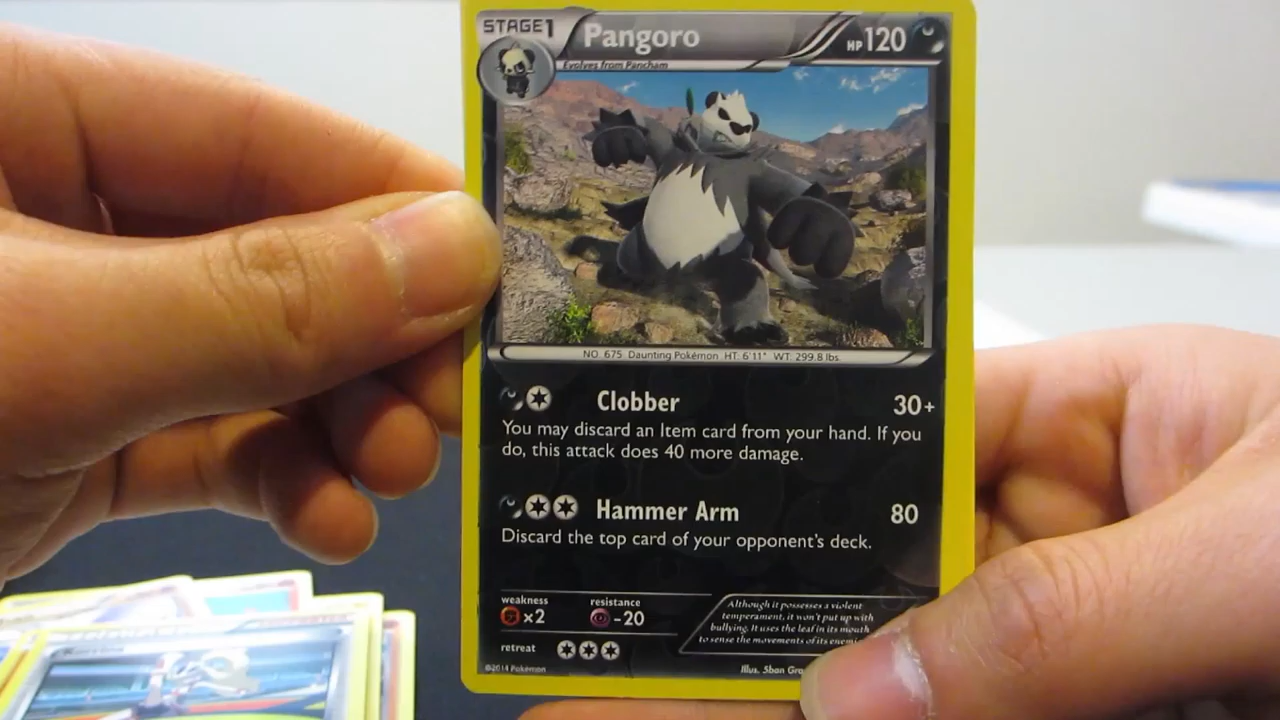 STAGE1 Pangoro HP120
Evolves from Pancham
NO. 675 Daunting Pokémon HT: 6'11" WT: 299.8 lbs.
Clobber 30+
You may discard an Item card from your hand. If you
do, this attack does 40 more damage.
Hammer Arm 80
Discard the top card of your opponent's deck.
weakness resistance
x2 -20
retreat
Although it possesses a violent
temperament, it won't put up with
bullying. It uses the leaf in its mouth
to sense the movements of its
©2014 Pokémon Illus. 5ban